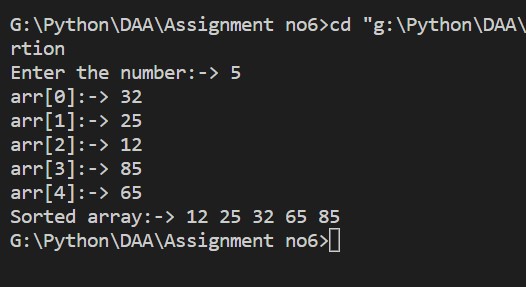 G:\Python\DAA\Assignment no6>cd "g:\Python\DAA\
rtion
Enter the number:-> 5
arr[0]:-> 32
arr[1]:-> 25
arr[2]:-> 12
arr[3]:-> 85
arr[4]:-> 65
Sorted array:-> 12 25 32 65 85
G:\Python\DAA\Assignment no6>